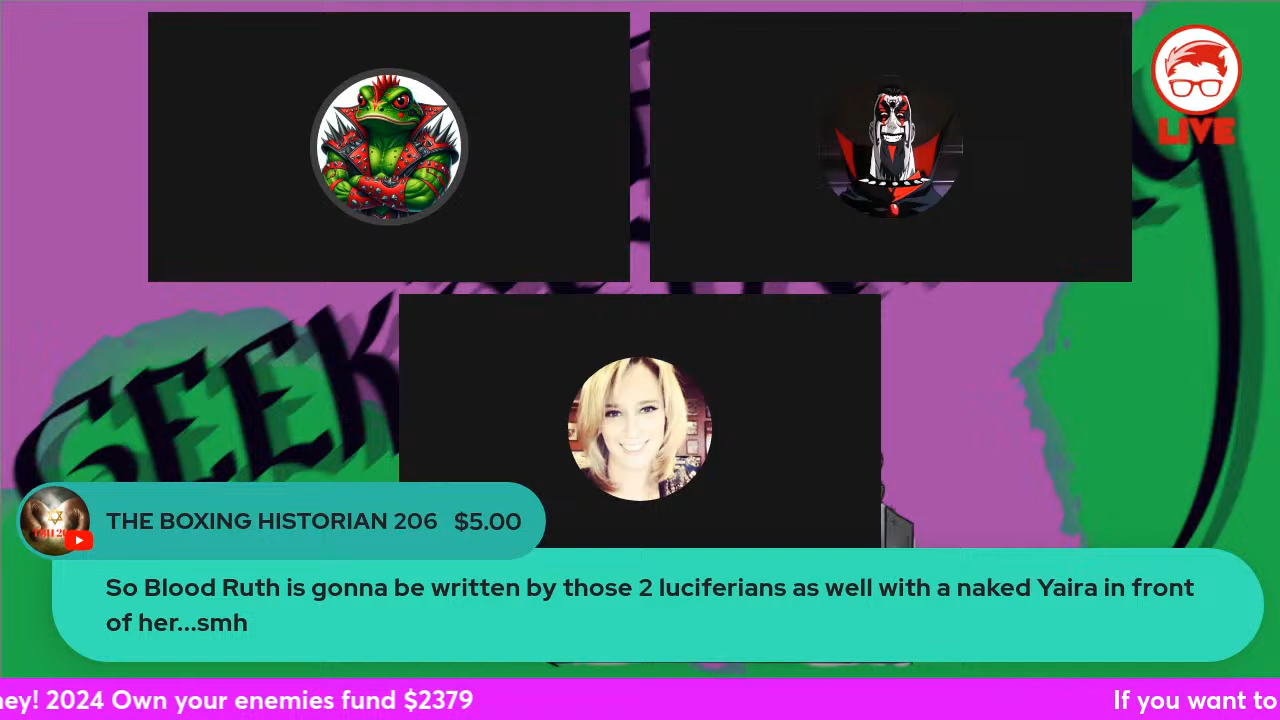 LIVE
GEEK
THE BOXING HISTORIAN 206 $5.00
So Blood Ruth is gonna be written by those 2 luciferians as well with a naked Yaira in front
of her...smh
ney! 2024 Own your enemies fund $2379
If you want to